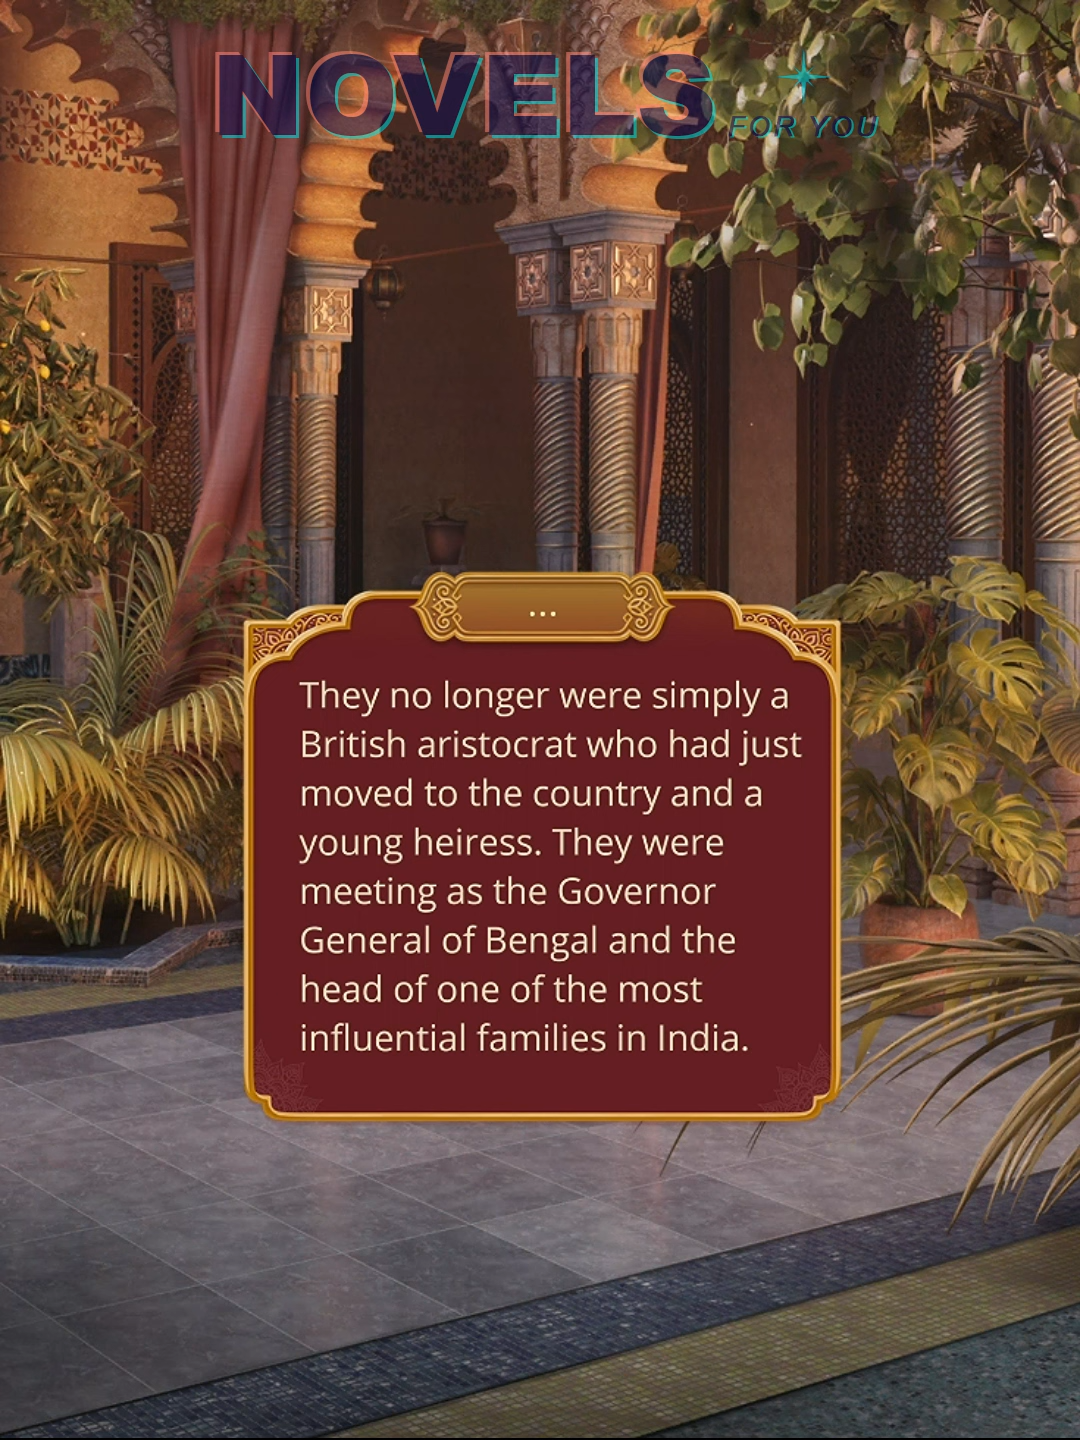 NOVELS
FOR YOU
...
They no longer were simply a
British aristocrat who had just
moved to the country and a
young heiress. They were
meeting as the Governor
General of Bengal and the
head of one of the most
influential families in India.